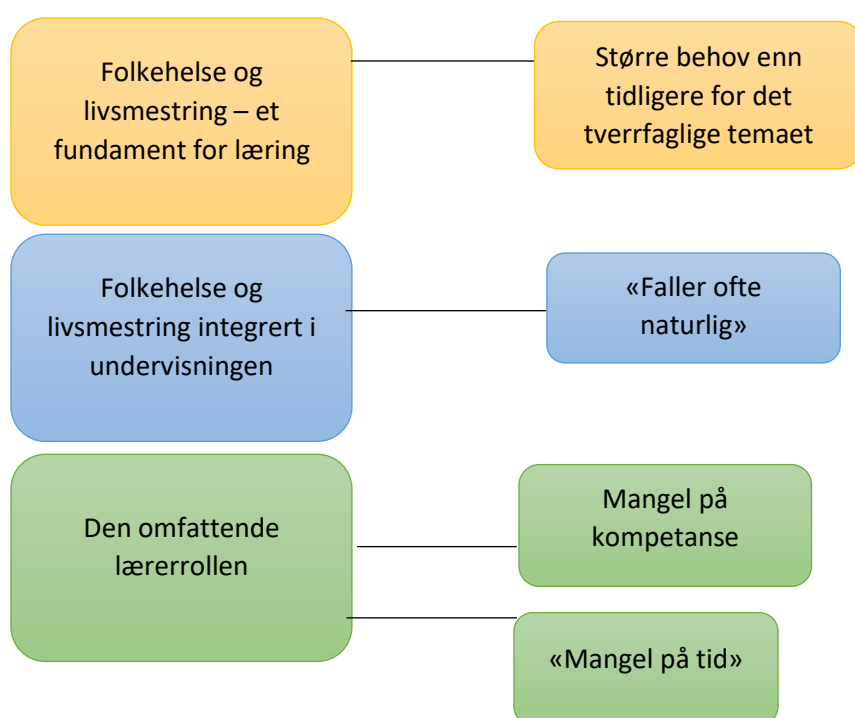 Folkehelse og
livsmestring – et
fundament for læring
Større behov enn
tidligere for det
tverrfaglige temaet
Folkehelse og
livsmestring integrert i
undervisningen
«Faller ofte
naturlig»
Den omfattende
lærerrollen
Mangel på
kompetanse
«Mangel på tid»